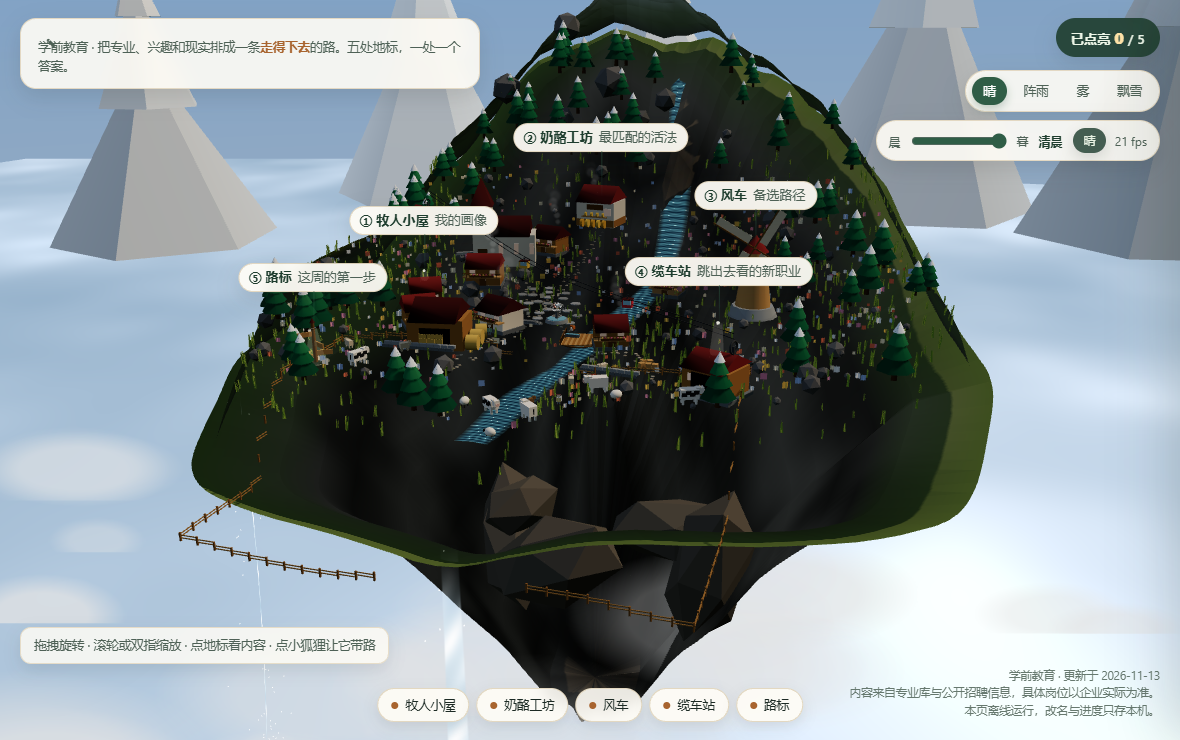 学前教育 · 把专业、兴趣和现实排成一条走得下去的路。五处地标，一处一个
答案。
已点亮 0 / 5
晴 阵雨 雾 飘雪
晨 暮 清晨 晴 21 fps
② 奶酪工坊 最匹配的活法
③ 风车 备选路径
① 牧人小屋 我的画像
④ 缆车站 跳出去看的新职业
⑤ 路标 这周的第一步
拖拽旋转 · 滚轮或双指缩放 · 点地标看内容 · 点小狐狸让它带路
牧人小屋
奶酪工坊
风车
缆车站
路标
学前教育 · 更新于 2026-11-13
内容来自专业库与公开招聘信息，具体岗位以企业实际为准。
本页离线运行，改名与进度只存本机。